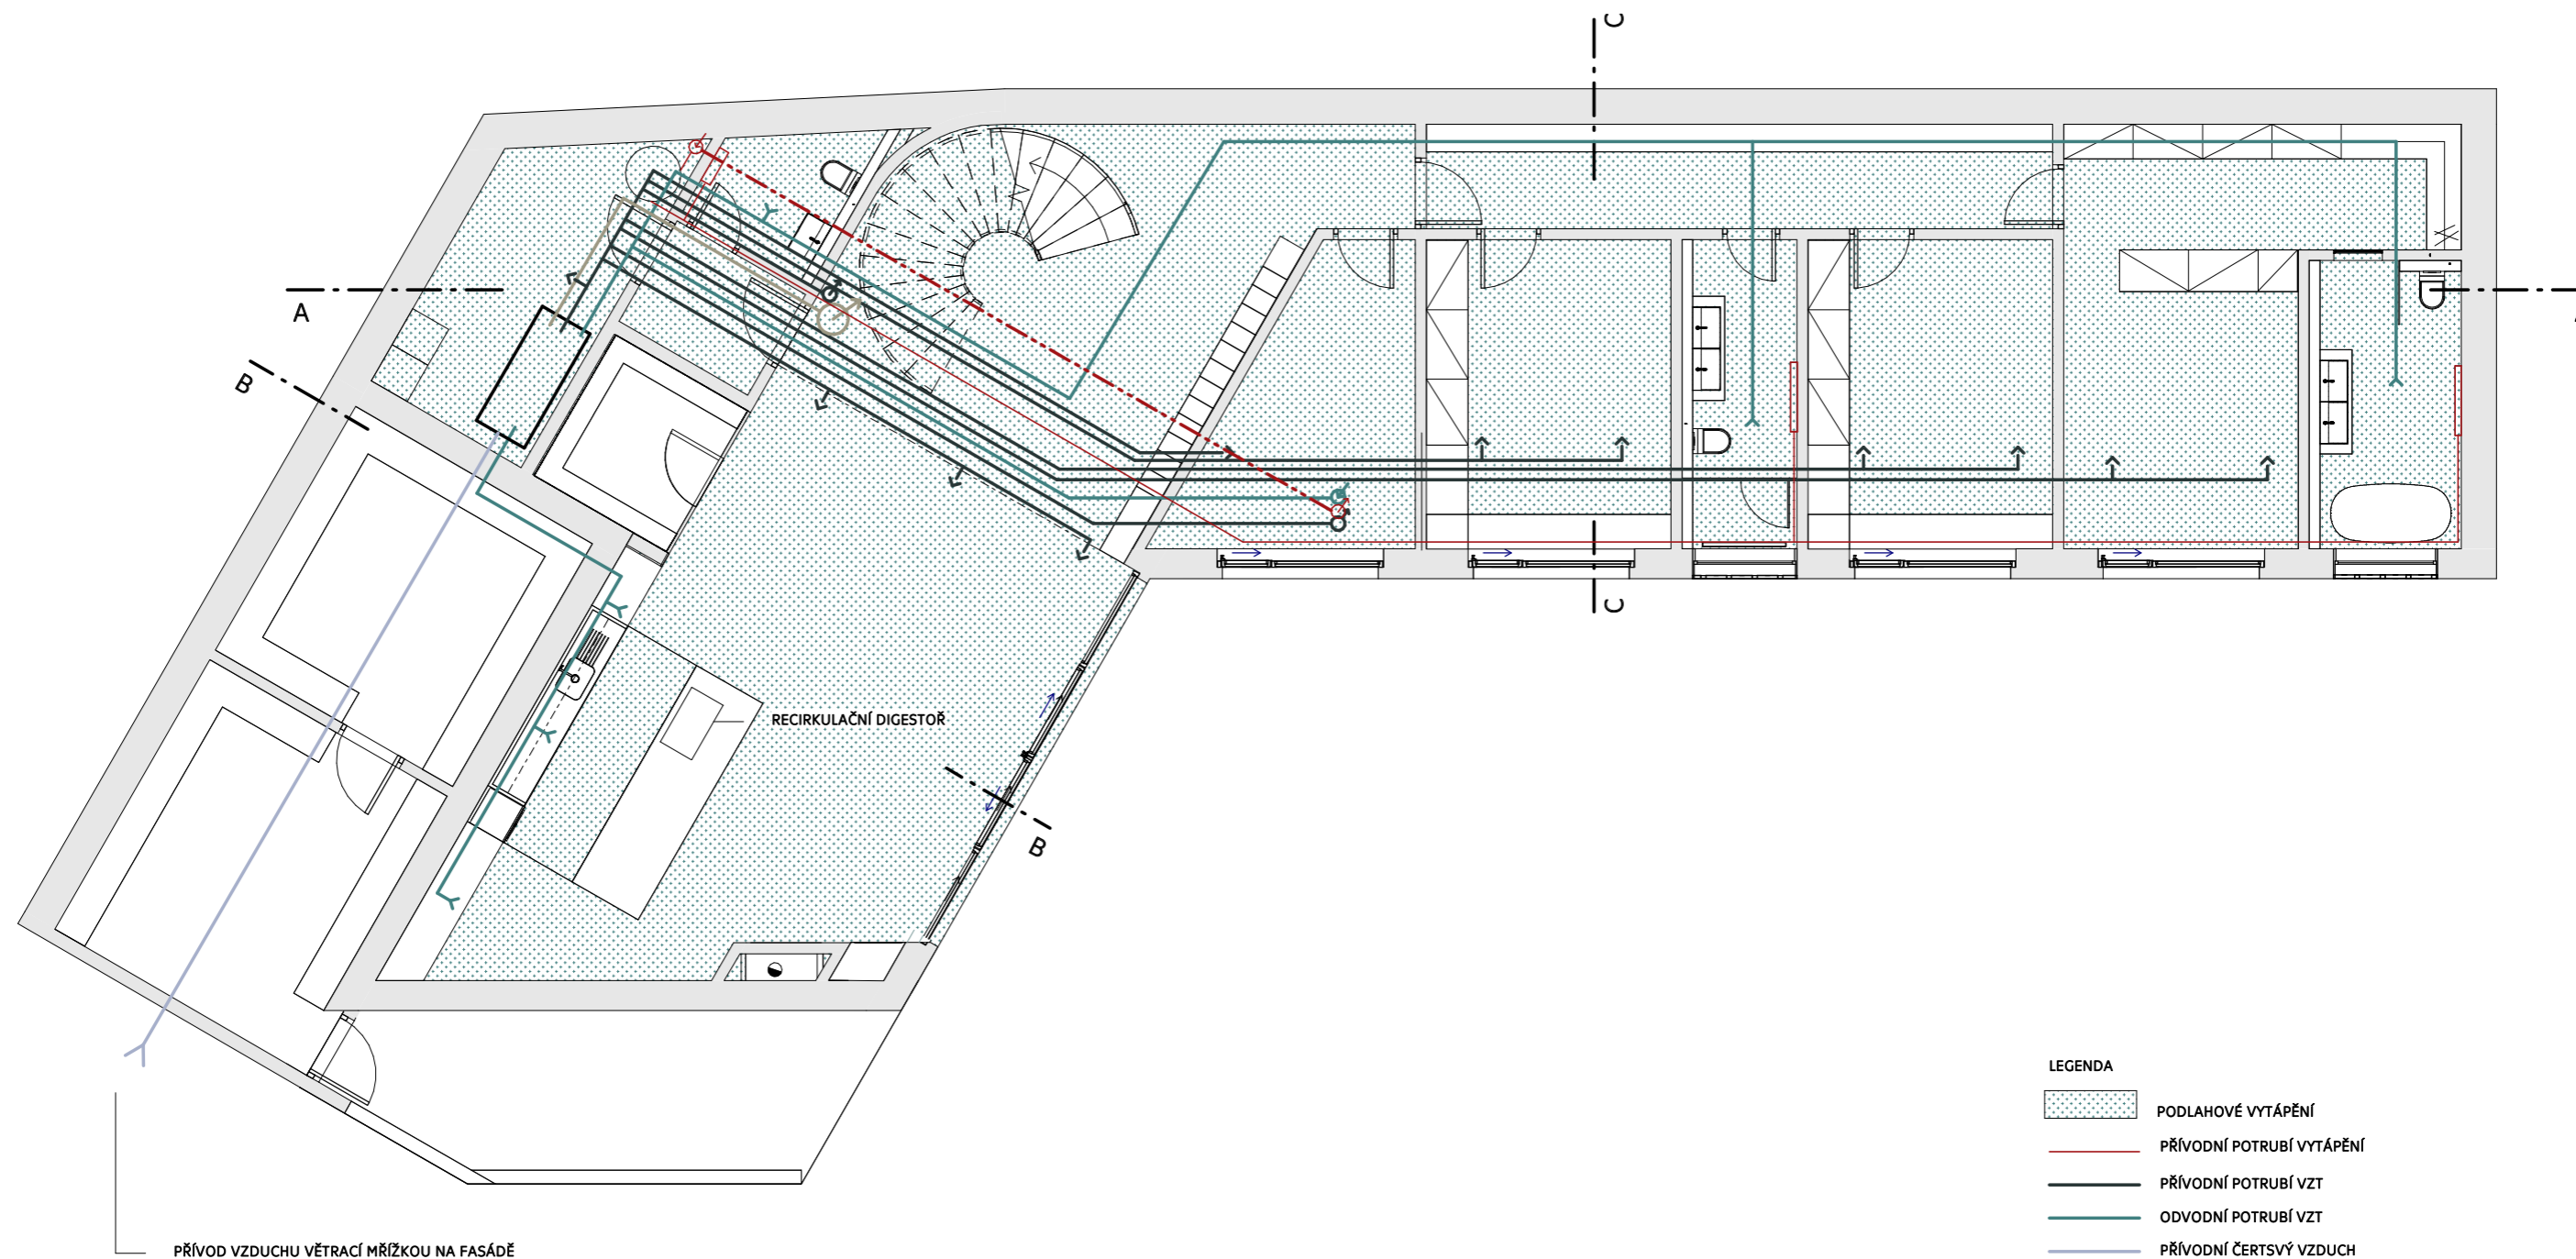 C
A
B
RECIRKULAČNÍ DIGESTOŘ
B
C
PŘÍVOD VZDUCHU VĚTRACÍ MŘÍŽKOU NA FASÁDĚ
LEGENDA
PODLAHOVÉ VYTÁPĚNÍ
PŘÍVODNÍ POTRUBÍ VYTÁPĚNÍ
PŘÍVODNÍ POTRUBÍ VZT
ODVODNÍ POTRUBÍ VZT
PŘÍVODNÍ ČERTSVÝ VZDUCH